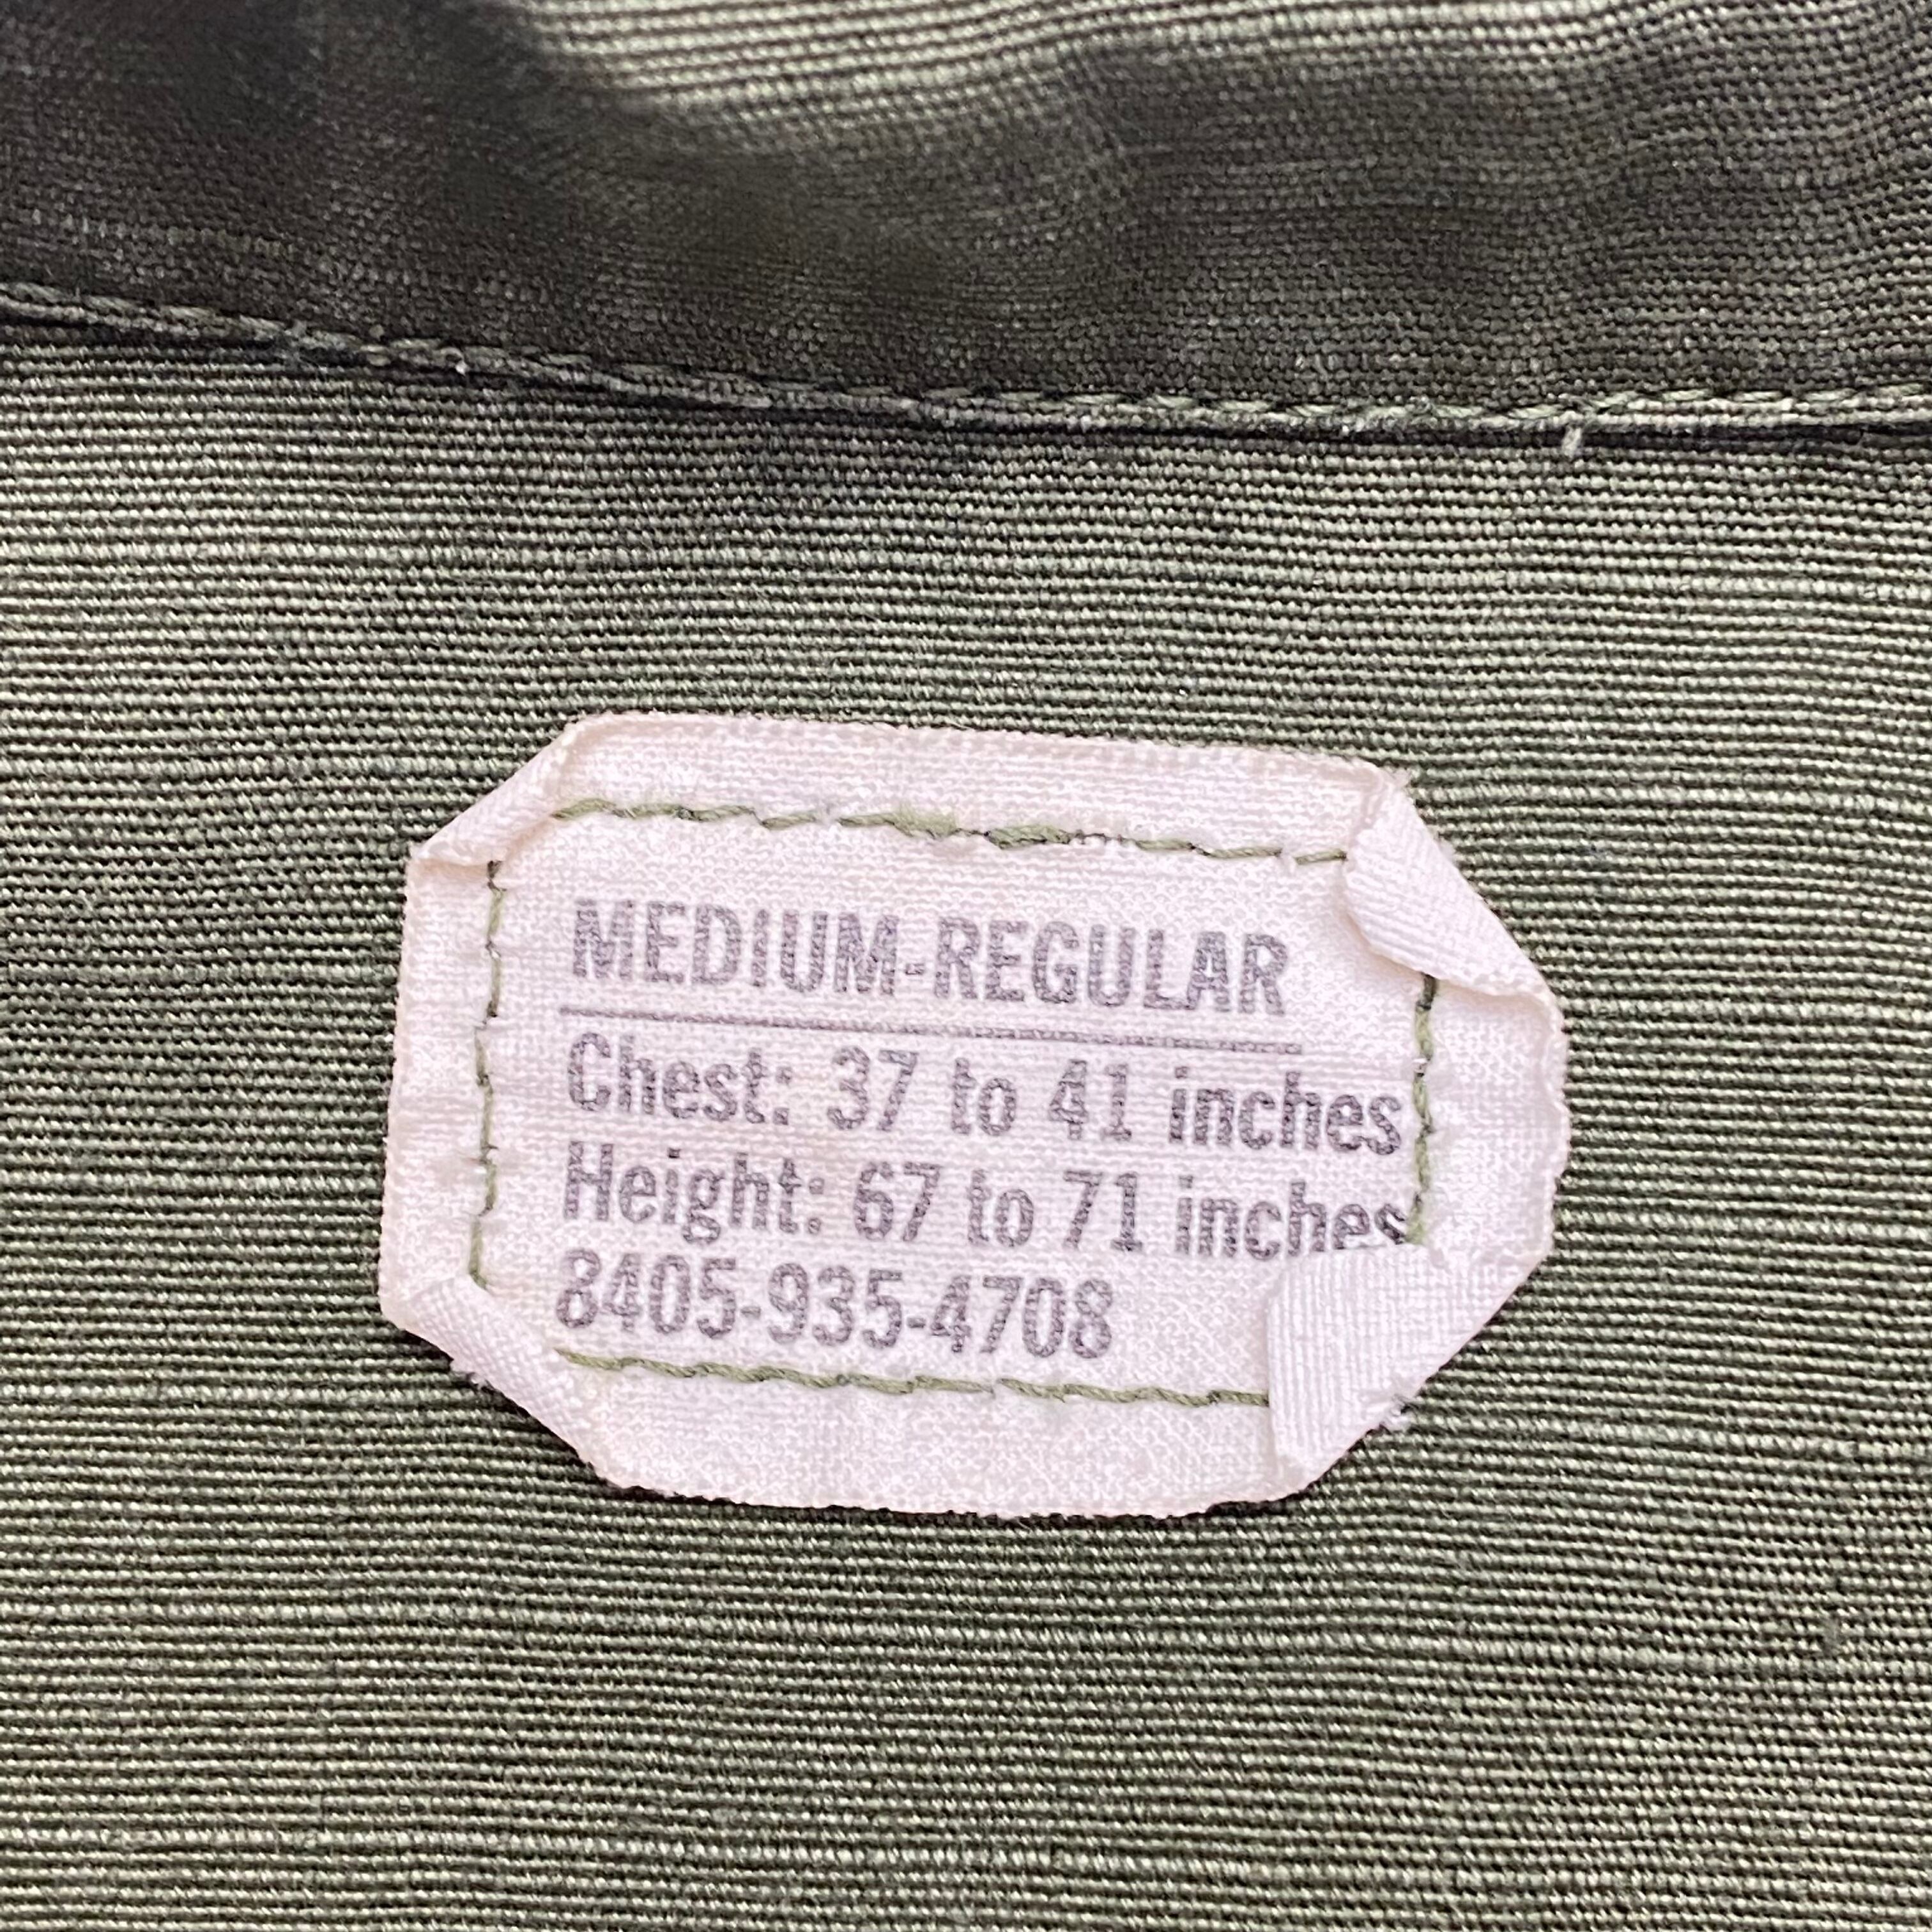 MEDIUM-REGULAR
Chest: 37 to 41 inches
Height: 67 to 71 inches
8405-935-4708